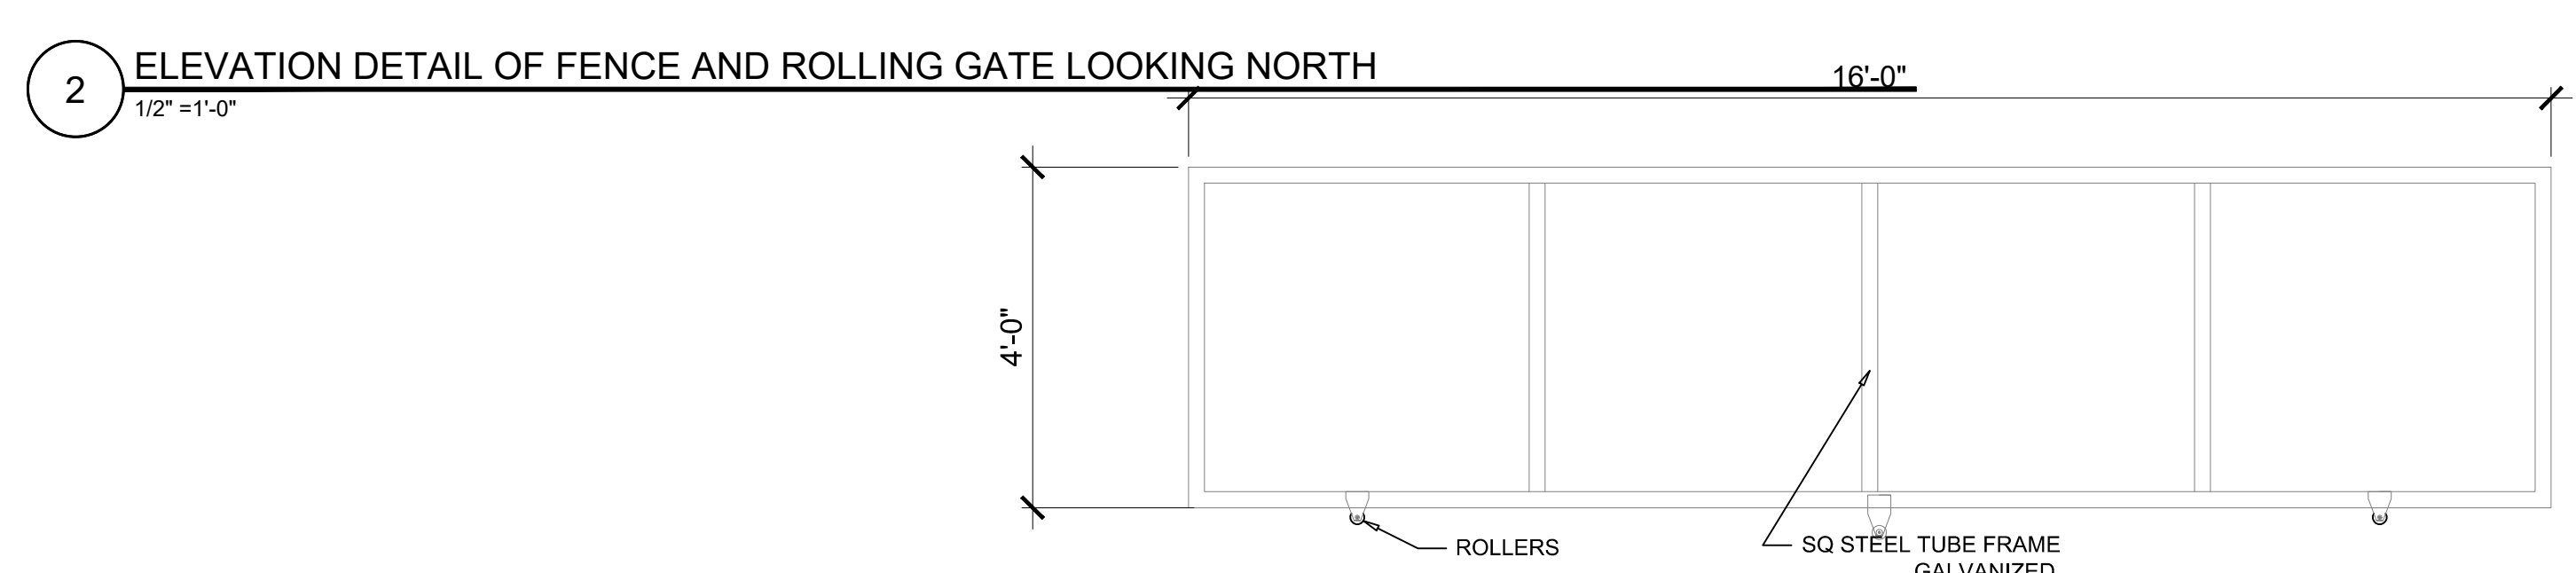 2
ELEVATION DETAIL OF FENCE AND ROLLING GATE LOOKING NORTH
1/2" =1'-0"
16'-0"
4'-0"
ROLLERS
SQ STEEL TUBE FRAME
GALVANIZED